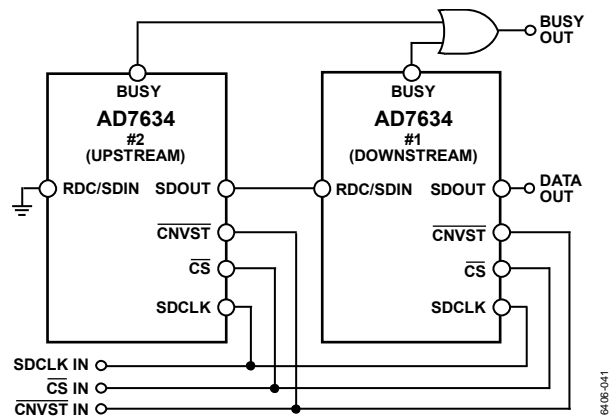 BUSY
OUT
BUSY
AD7634
#2
(UPSTREAM)
RDC/SDIN SDOUT
CNVST
CS
SDCLK
BUSY
AD7634
#1
(DOWNSTREAM)
RDC/SDIN SDOUT
CNVST
CS
SDCLK
DATA
OUT
SDCLK IN
CS IN
CNVST IN
6406-041